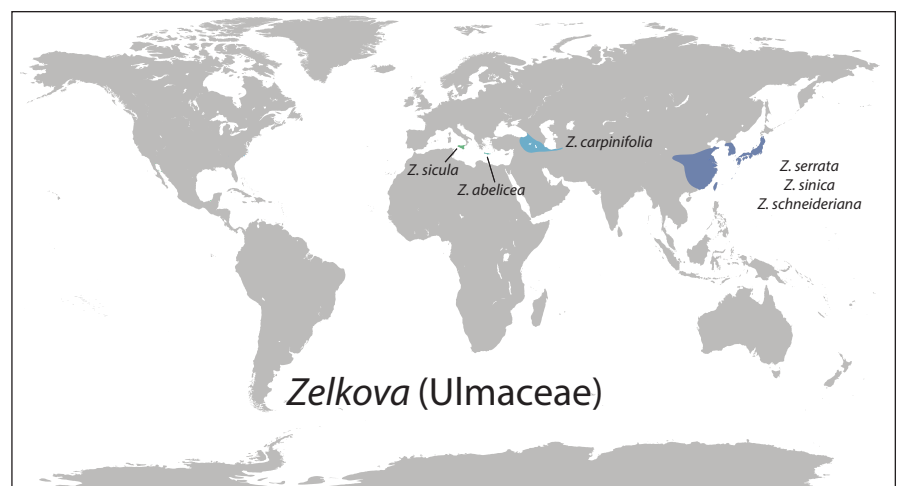 Z. carpinifolia
Z. sicula
Z. abelicea
Z. serrata
Z. sinica
Z. schneideriana
Zelkova (Ulmaceae)